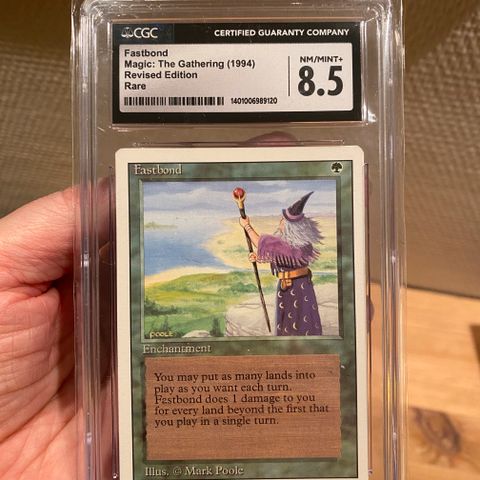 CGC
CERTIFIED GUARANTY COMPANY
Fastbond
Magic: The Gathering (1994)
Revised Edition
Rare
NM/MINT+
8.5
1401006989120
Fastbond
POOLE
Enchantment
You may put as many lands into
play as you want each turn.
Fastbond does 1 damage to you
for every land beyond the first that
you play in a single turn.
Illus. © Mark Poole